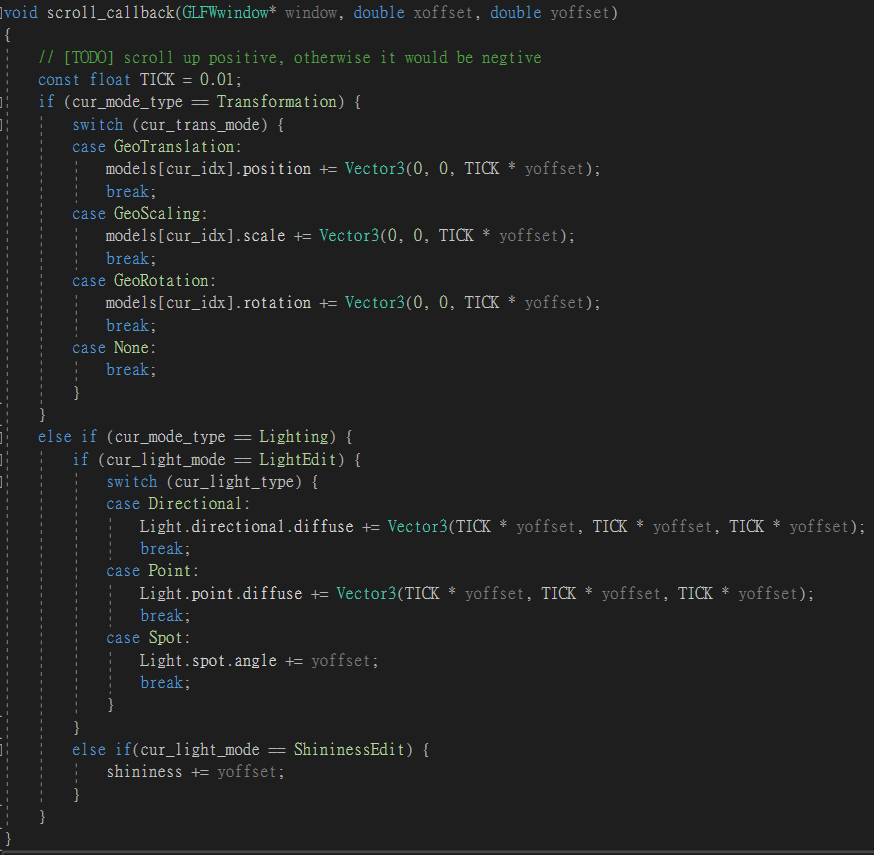 void scroll_callback(GLFWwindow* window, double xoffset, double yoffset)
{
    // [TODO] scroll up positive, otherwise it would be negtive
    const float TICK = 0.01;
    if (cur_mode_type == Transformation) {
        switch (cur_trans_mode) {
        case GeoTranslation:
            models[cur_idx].position += Vector3(0, 0, TICK * yoffset);
            break;
        case GeoScaling:
            models[cur_idx].scale += Vector3(0, 0, TICK * yoffset);
            break;
        case GeoRotation:
            models[cur_idx].rotation += Vector3(0, 0, TICK * yoffset);
            break;
        case None:
            break;
        }
    }
    else if (cur_mode_type == Lighting) {
        if (cur_light_mode == LightEdit) {
            switch (cur_light_type) {
            case Directional:
                Light.directional.diffuse += Vector3(TICK * yoffset, TICK * yoffset, TICK * yoffset);
                break;
            case Point:
                Light.point.diffuse += Vector3(TICK * yoffset, TICK * yoffset, TICK * yoffset);
                break;
            case Spot:
                Light.spot.angle += yoffset;
                break;
            }
        }
        else if(cur_light_mode == ShininessEdit) {
            shininess += yoffset;
        }
    }
}